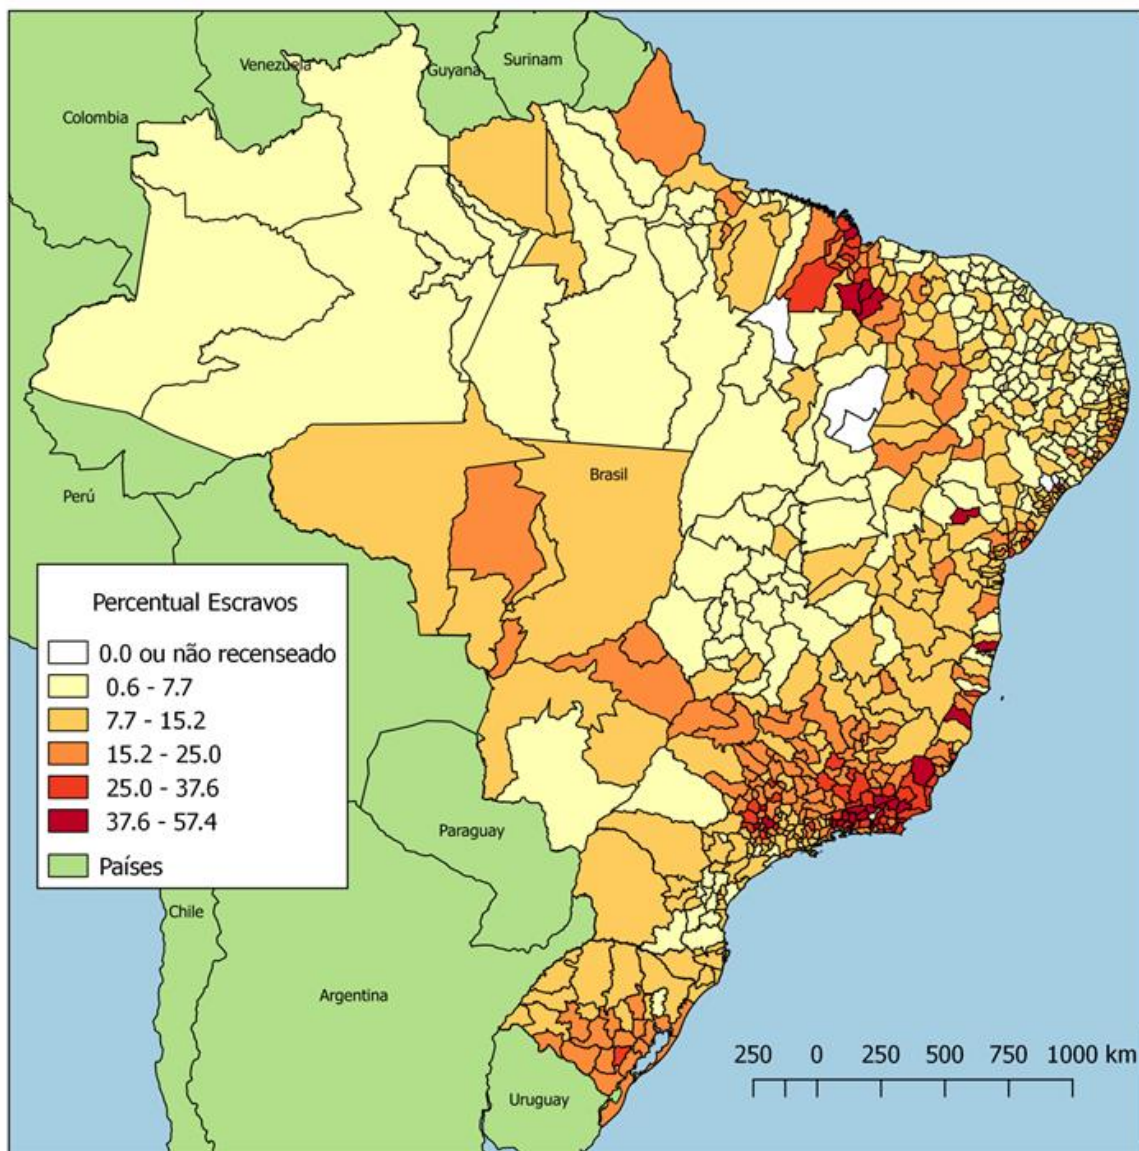 Venezuela
Guyana
Surinam
Colombia
Perú
Brasil
Percentual Escravos
0.0 ou não recenseado
0.6 - 7.7
7.7 - 15.2
15.2 - 25.0
25.0 - 37.6
37.6 - 57.4
Países
Paraguay
Chile
Argentina
Uruguay
250 0 250 500 750 1000 km